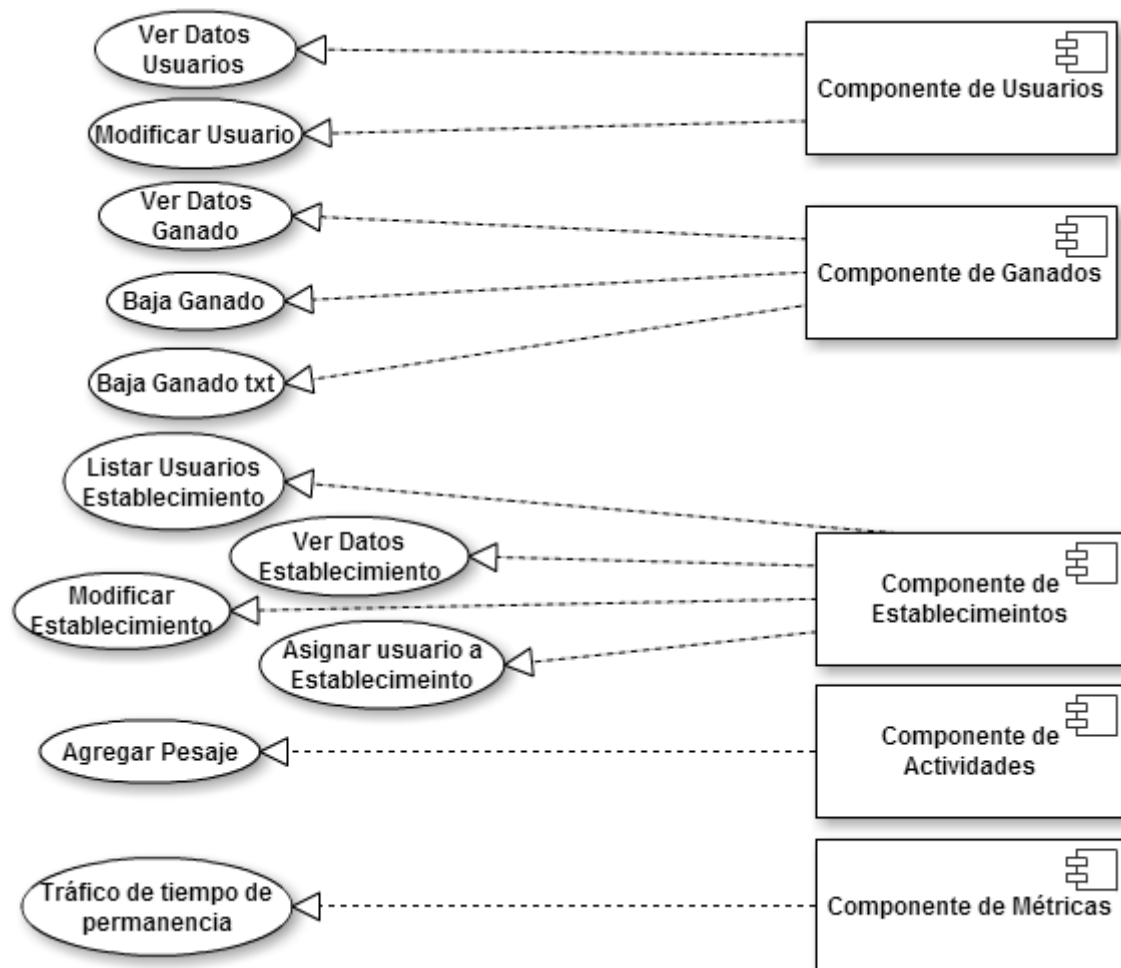 Ver Datos
Usuarios
Componente de Usuarios
Modificar Usuario
Ver Datos
Ganado
Componente de Ganados
Baja Ganado
Baja Ganado txt
Listar Usuarios
Establecimiento
Ver Datos
Establecimiento
Componente de
Establecimeintos
Modificar
Establecimiento
Asignar usuario a
Establecimeinto
Agregar Pesaje
Componente de
Actividades
Tráfico de tiempo de
permanencia
Componente de Métricas